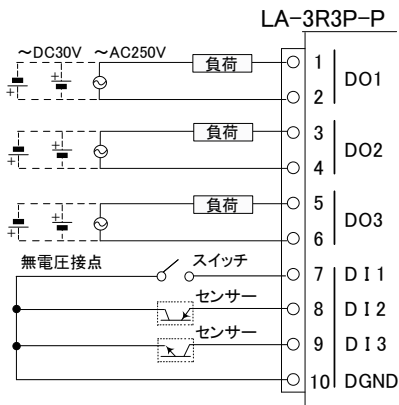 LA-3R3P-P
～DC30V ～AC250V
負荷 1
2
DO1
負荷 3
4
DO2
負荷 5
6
DO3
無電圧接点 スイッチ 7 DI1
センサー 8 DI2
センサー 9 DI3
10 DGND
+
+
+
+
+
+